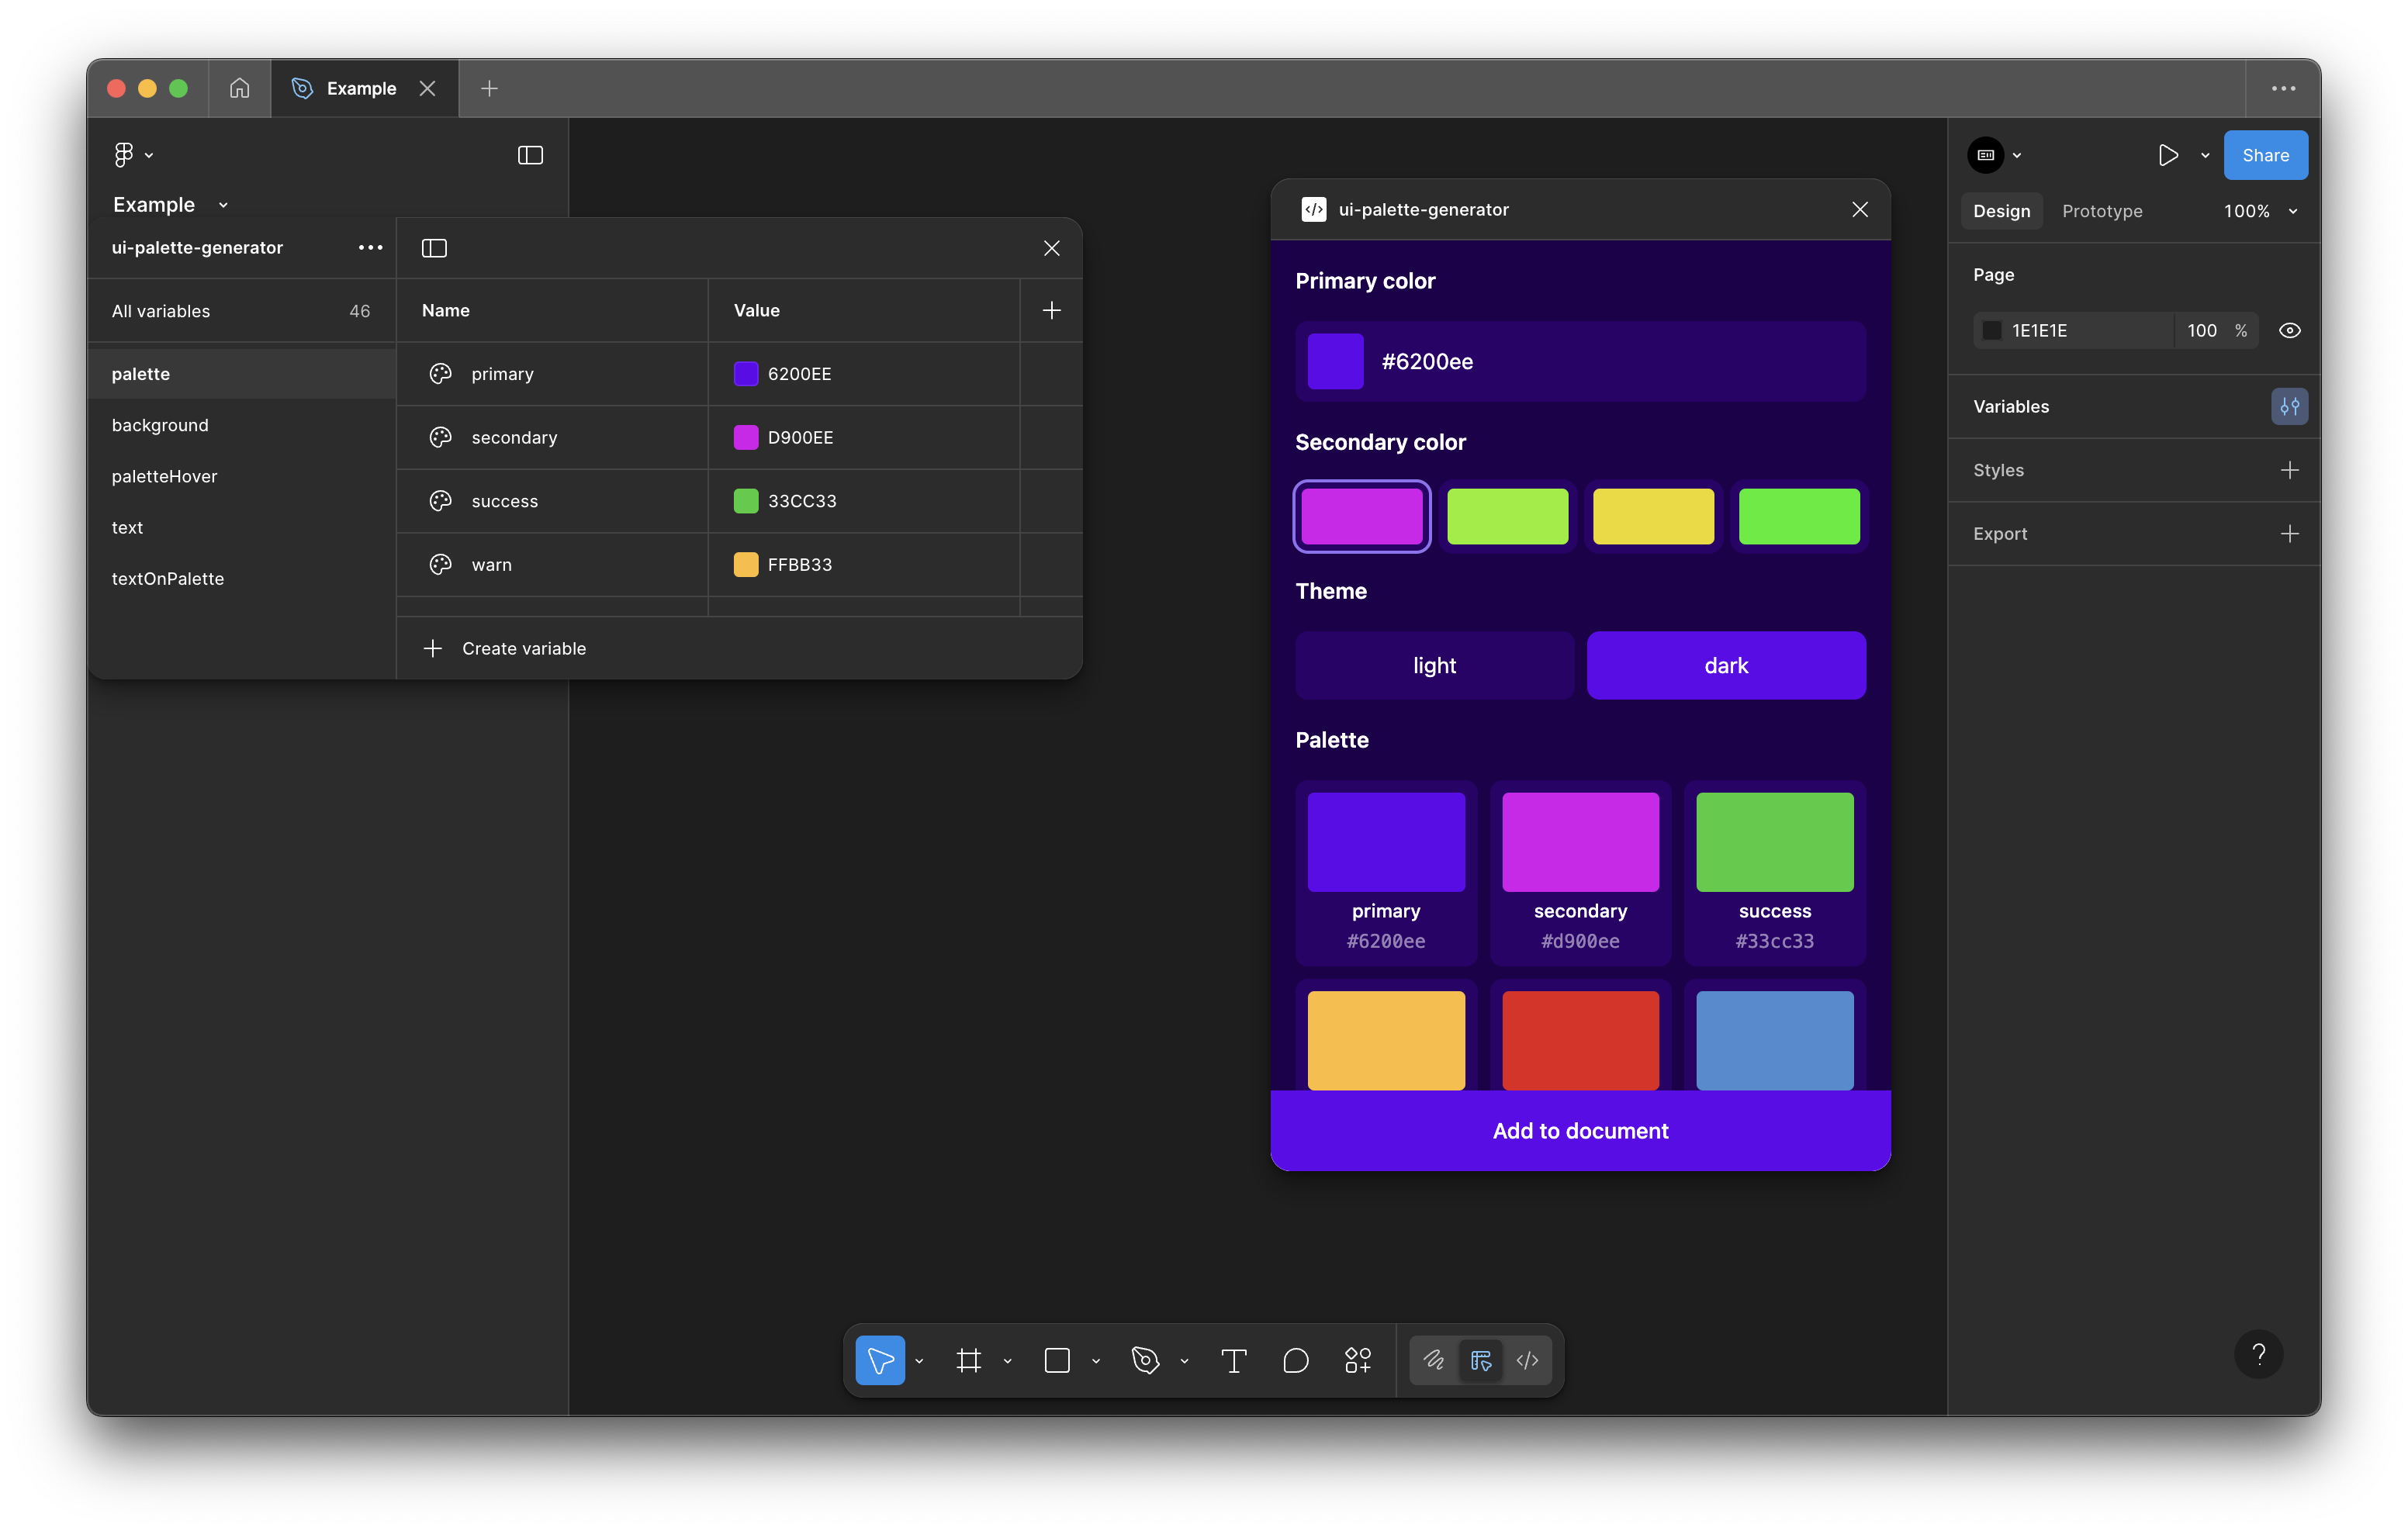 Example
Example
ui-palette-generator
All variables 46
palette
background
paletteHover
text
textOnPalette
Name Value
primary 6200EE
secondary D900EE
success 33CC33
warn FFBB33
Create variable
ui-palette-generator
Primary color
#6200ee
Secondary color
Theme
light dark
Palette
primary secondary success
#6200ee #d900ee #33cc33
Add to document
Share
Design Prototype 100%
Page
1E1E1E 100 %
Variables
Styles
Export
?